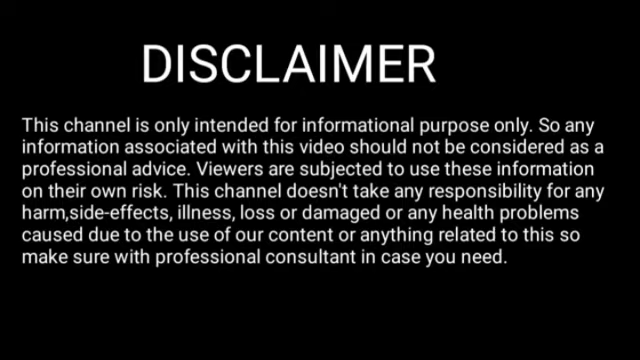 DISCLAIMER
This channel is only intended for informational purpose only. So any
information associated with this video should not be considered as a
professional advice. Viewers are subjected to use these information
on their own risk. This channel doesn't take any responsibility for any
harm,side-effects, illness, loss or damaged or any health problems
caused due to the use of our content or anything related to this so
make sure with professional consultant in case you need.